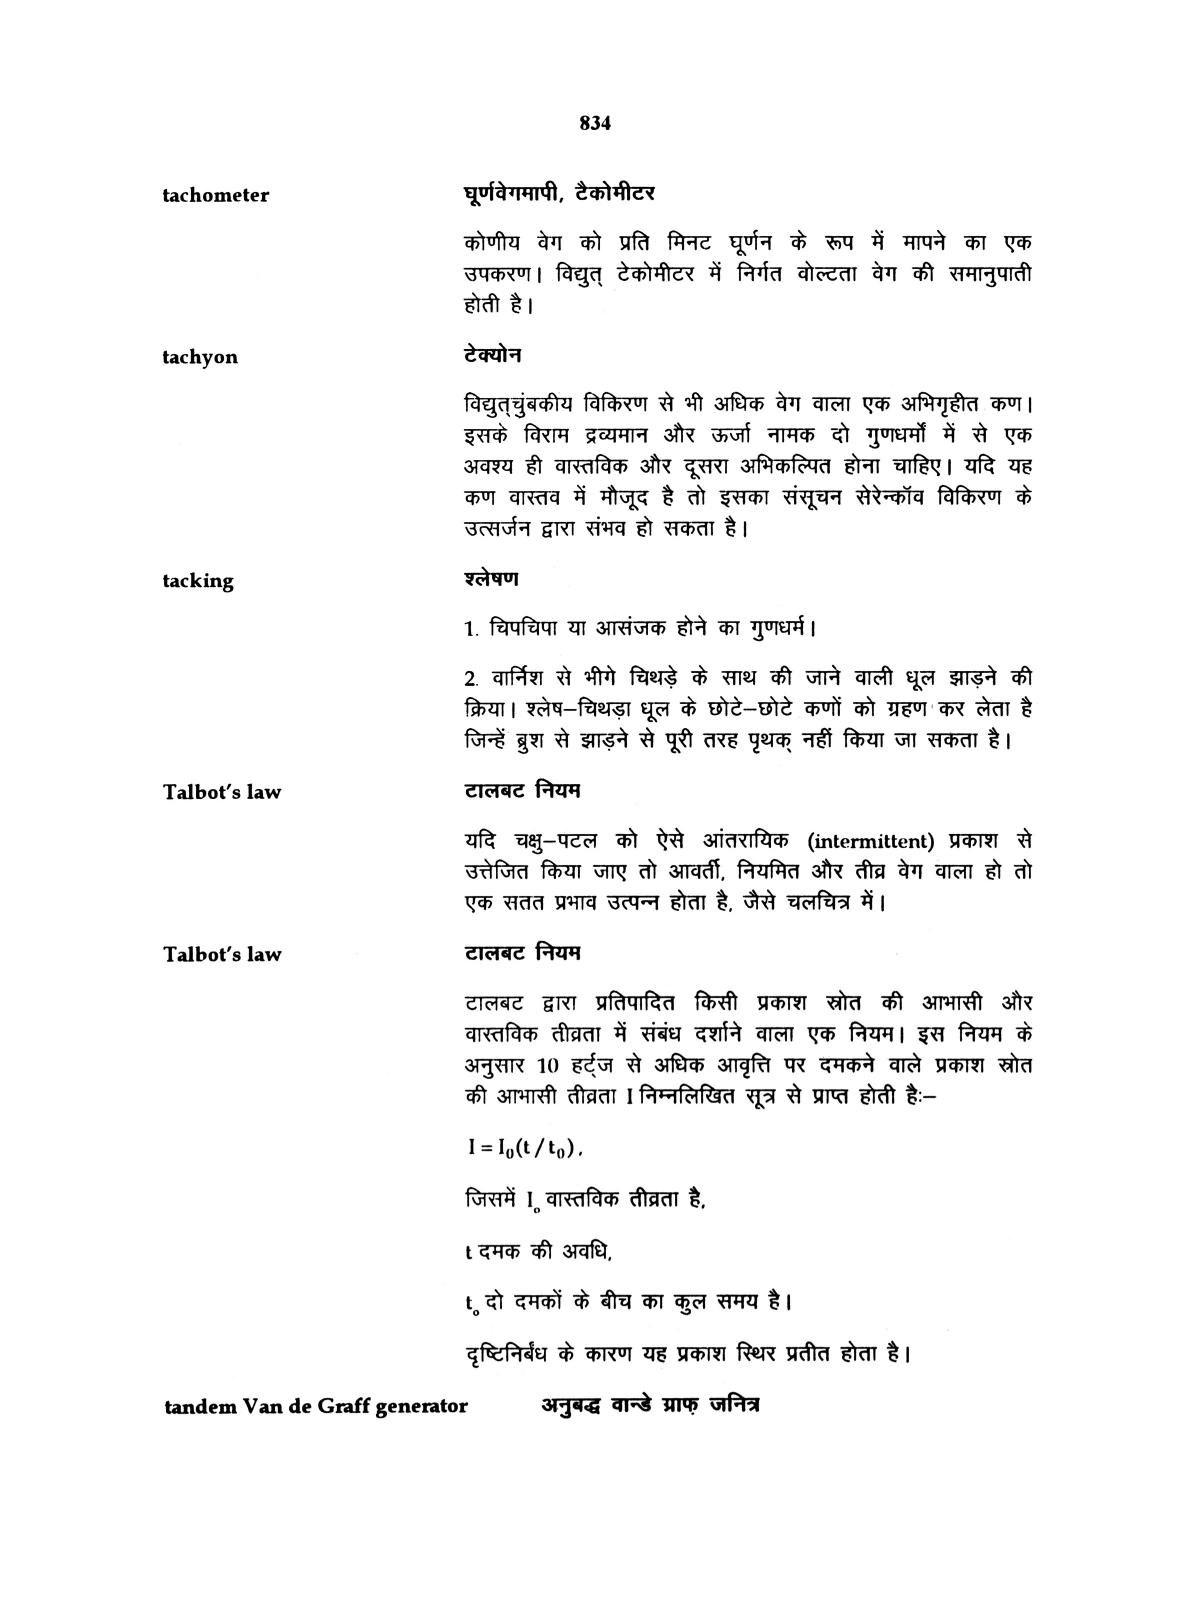 834
tachometer घूर्णवेगमापी, टैकोमीटर
कोणीय वेग को प्रति मिनट घूर्णन के रूप में मापने का एक
उपकरण। विद्युत् टेकोमीटर में निर्गत वोल्टता वेग की समानुपाती
होती है।
tachyon टेक्योन
विद्युत्चुंबकीय विकिरण से भी अधिक वेग वाला एक अभिगृहीत कण।
इसके विराम द्रव्यमान और ऊर्जा नामक दो गुणधर्मों में से एक
अवश्य ही वास्तविक और दूसरा अभिकल्पित होना चाहिए। यदि यह
कण वास्तव में मौजूद है तो इसका संसूचन सेरेन्कॉव विकिरण के
उत्सर्जन द्वारा संभव हो सकता है।
tacking श्लेषण
1. चिपचिपा या आसंजक होने का गुणधर्म।
2. वार्निश से भीगे चिथड़े के साथ की जाने वाली धूल झाड़ने की
क्रिया। श्लेष–चिथड़ा धूल के छोटे–छोटे कणों को ग्रहण कर लेता है
जिन्हें ब्रुश से झाड़ने से पूरी तरह पृथक् नहीं किया जा सकता है।
Talbot's law टालबट नियम
यदि चक्षु–पटल को ऐसे आंतरायिक (intermittent) प्रकाश से
उत्तेजित किया जाए तो आवर्ती, नियमित और तीव्र वेग वाला हो तो
एक सतत प्रभाव उत्पन्न होता है, जैसे चलचित्र में।
Talbot's law टालबट नियम
टालबट द्वारा प्रतिपादित किसी प्रकाश स्रोत की आभासी और
वास्तविक तीव्रता में संबंध दर्शाने वाला एक नियम। इस नियम के
अनुसार 10 हर्ट्ज से अधिक आवृत्ति पर दमकने वाले प्रकाश स्रोत
की आभासी तीव्रता I निम्नलिखित सूत्र से प्राप्त होती है:–
I = I₀(t / t₀),
जिसमें I₀ वास्तविक तीव्रता है,
t दमक की अवधि,
t₀ दो दमकों के बीच का कुल समय है।
दृष्टिनिर्बंध के कारण यह प्रकाश स्थिर प्रतीत होता है।
tandem Van de Graff generator अनुबद्ध वान्डे ग्राफ़ जनित्र